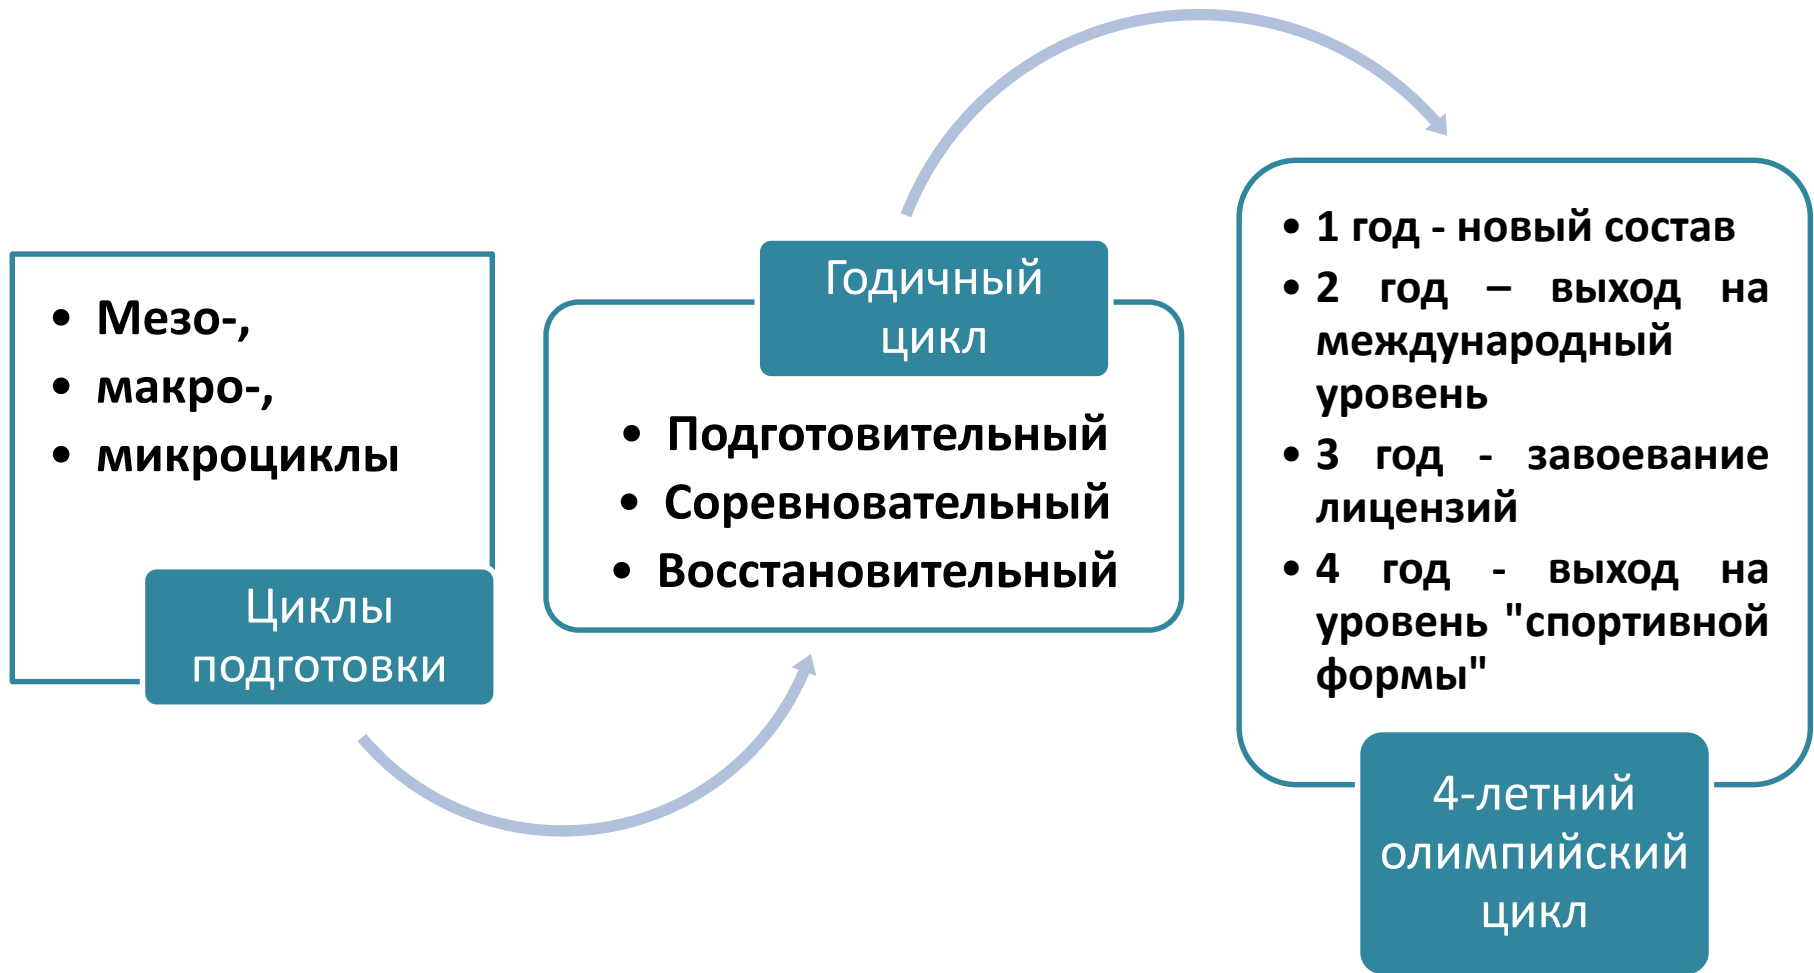 • Мезо-,
• макро-,
• микроциклы
Циклы
подготовки
Годичный
цикл
• Подготовительный
• Соревновательный
• Восстановительный
• 1 год - новый состав
• 2 год – выход на
международный
уровень
• 3 год - завоевание
лицензий
• 4 год - выход на
уровень "спортивной
формы"
4-летний
олимпийский
цикл